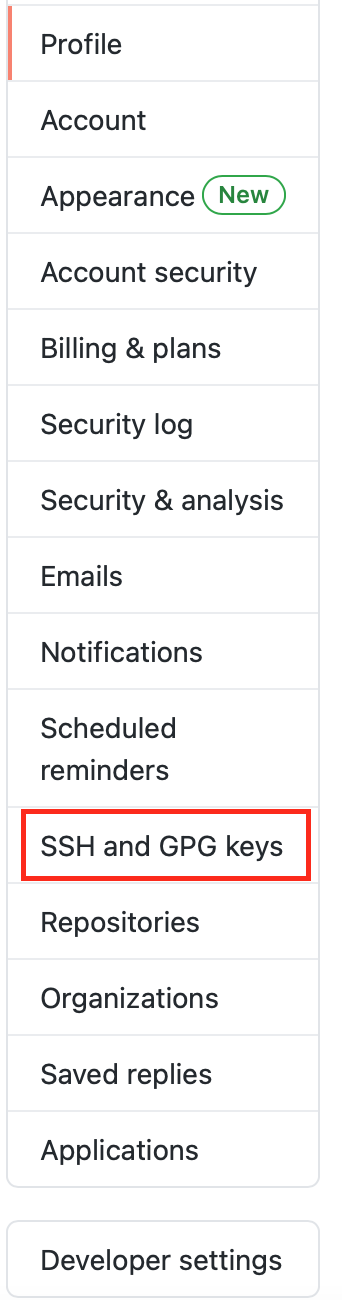 Profile
Account
Appearance New
Account security
Billing & plans
Security log
Security & analysis
Emails
Notifications
Scheduled
reminders
SSH and GPG keys
Repositories
Organizations
Saved replies
Applications
Developer settings